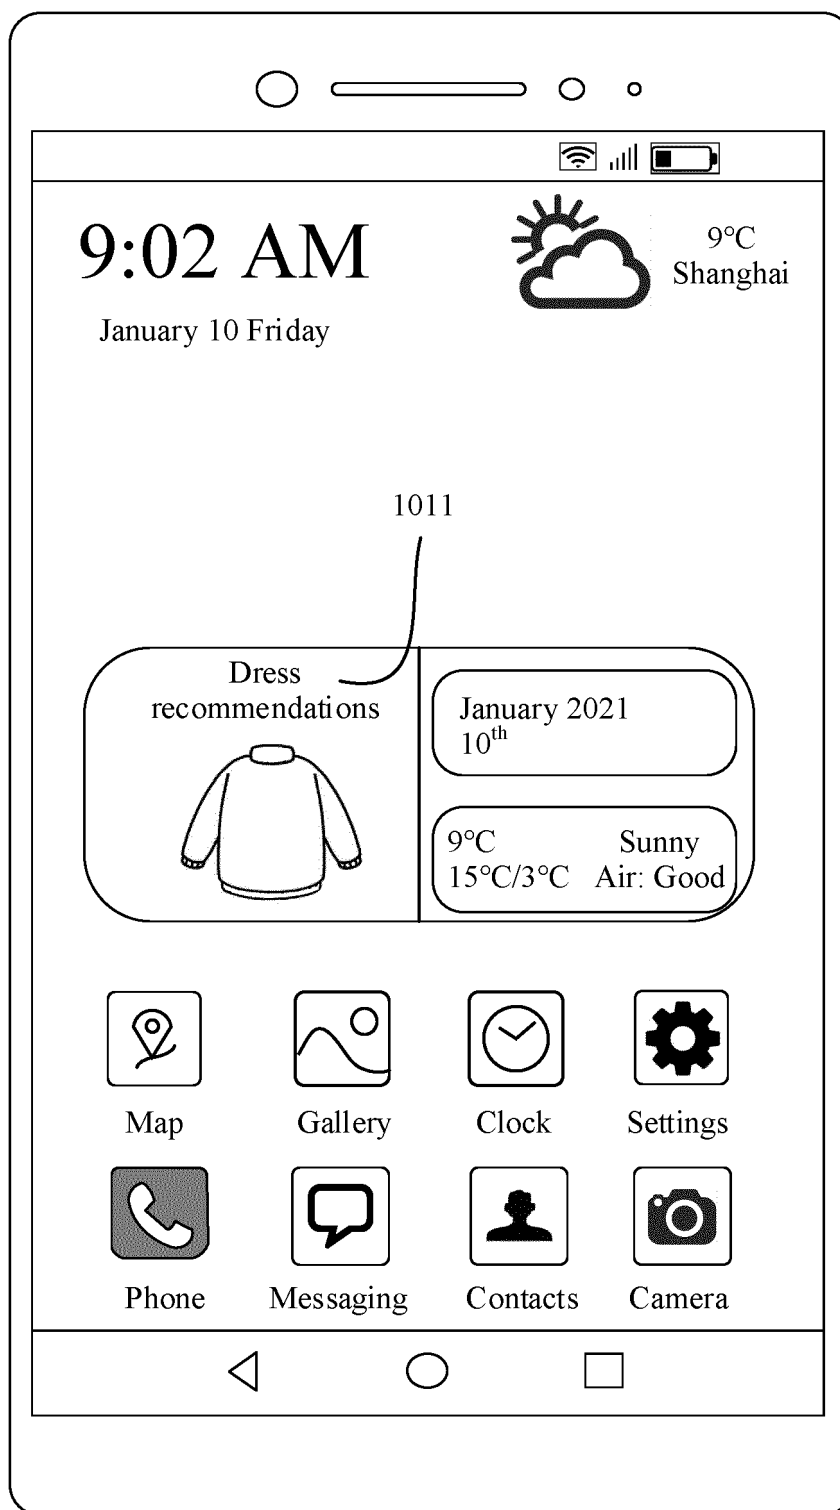 9:02 AM
9°C
Shanghai
January 10 Friday
1011
Dress
recommendations
January 2021
10th
9°C Sunny
15°C/3°C Air: Good
Map Gallery Clock Settings
Phone Messaging Contacts Camera